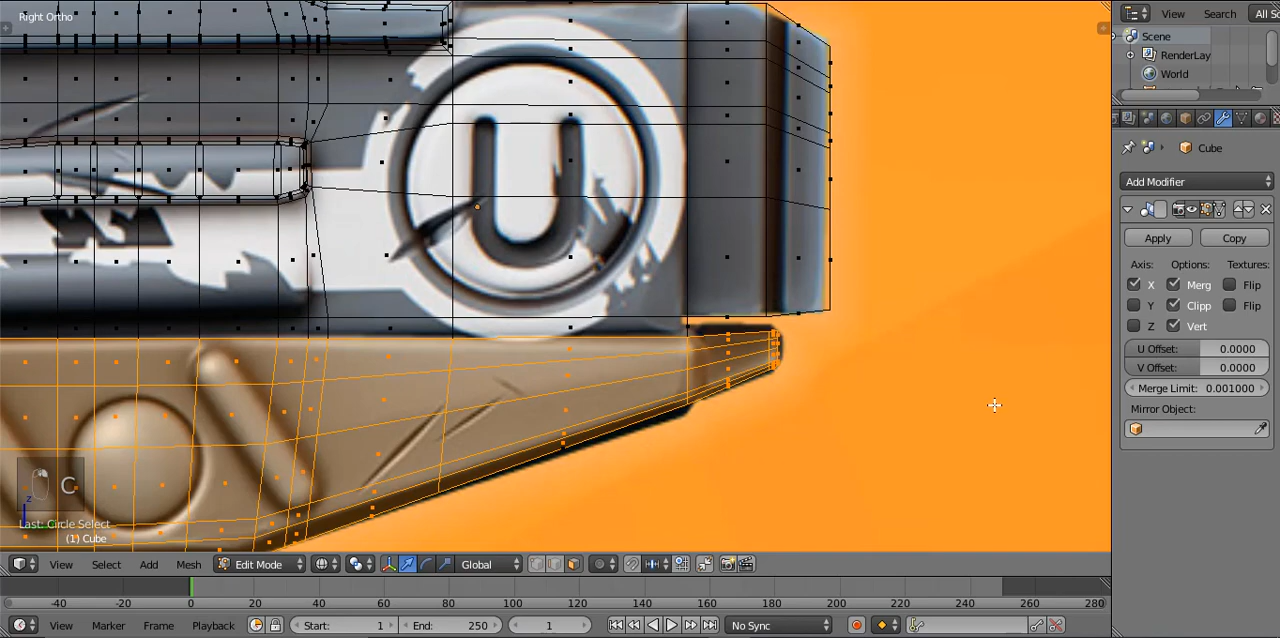 Right Ortho
U
C
z
Last: Circle Select
(1) Cube
View Select Add Mesh Edit Mode Global
-40 -20 0 20 40 60 80 100 120 140 160 180 200 220 240 260 280
View Marker Frame Playback Start: 1 End: 250 1 No Sync
View Search All Sc
Scene
RenderLay
World
Cube
Add Modifier
Apply Copy
Axis: Options: Textures:
X Merg Flip
Y Clipp Flip
Z Vert
U Offset: 0.0000
V Offset: 0.0000
Merge Limit: 0.001000
Mirror Object: